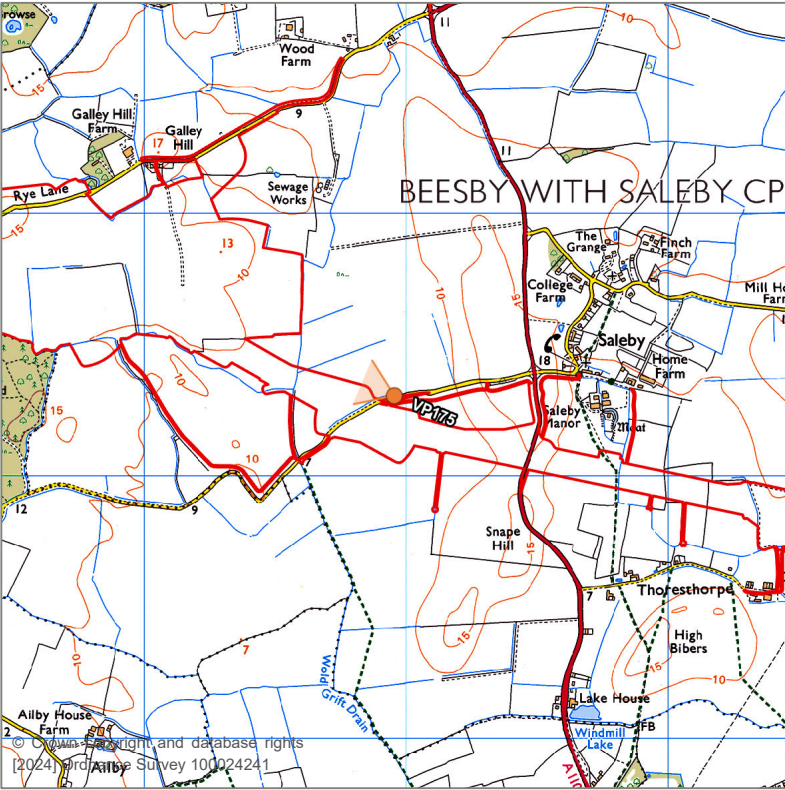 rowse
11
10
Wood
Farm
15
9
Galley Hill
Farm
Galley
Hill
17
11
Rye Lane
Sewage
Works
BEESBY WITH SALEBY CP
15
13
10
The
Grange
Finch
Farm
10
15
College
Farm
Mill Ho
Farm
Saleby
18
Home
Farm
10
d
15
VP175
Saleby
Manor
Moat
10
12
9
Snape
Hill
15
7
Thoresthorpe
High
Bibers
15
10
15
7
10
Wold Grift Drain
Lake House
Ailby House
Farm
2
FB
Windmill
Lake
Ailby
© Crown copyright and database rights
[2024] Ordnance Survey 100024241